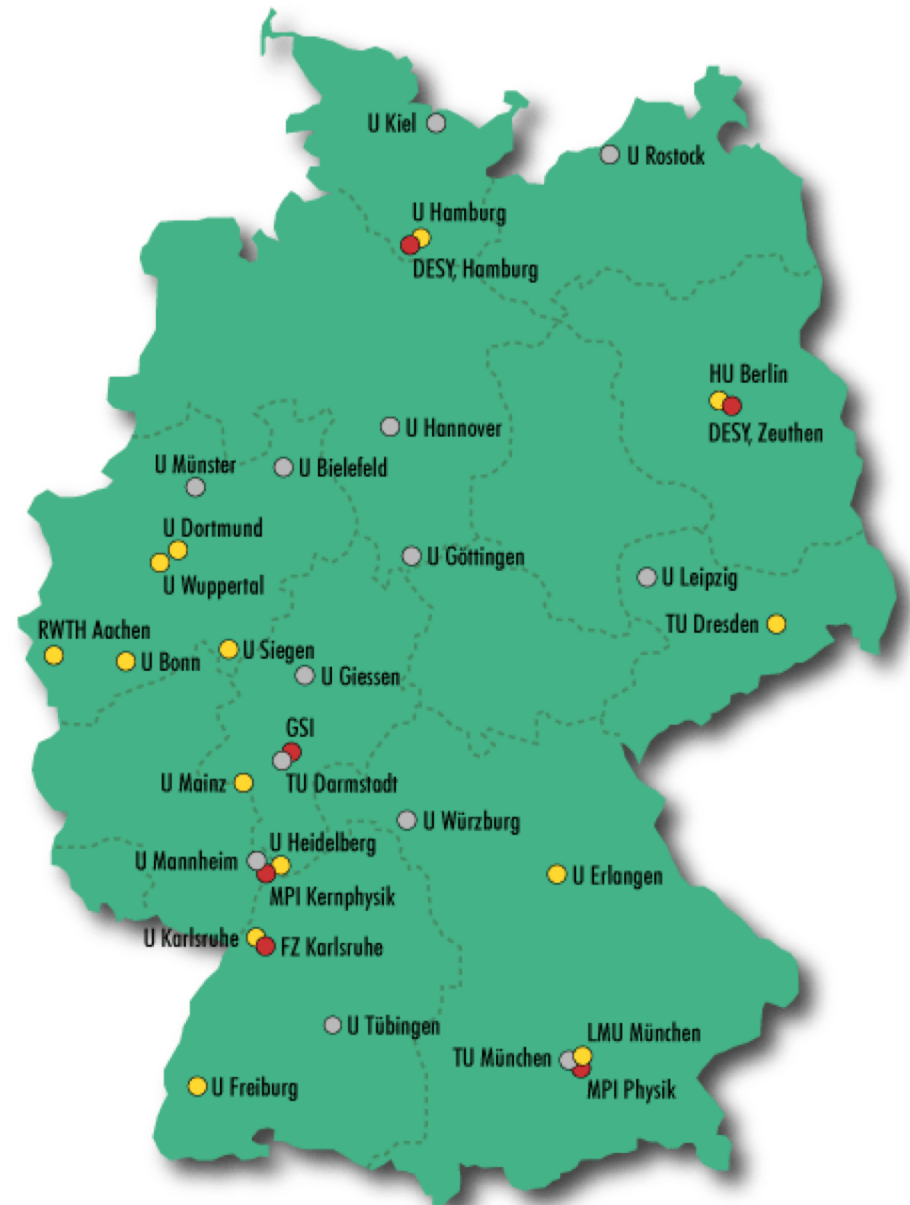 U Kiel
U Rostock
U Hamburg
DESY, Hamburg
HU Berlin
DESY, Zeuthen
U Hannover
U Münster
U Bielefeld
U Dortmund
U Wuppertal
U Göttingen
U Leipzig
TU Dresden
RWTH Aachen
U Bonn
U Siegen
U Giessen
GSI
TU Darmstadt
U Mainz
U Würzburg
U Heidelberg
U Mannheim
MPI Kernphysik
U Erlangen
U Karlsruhe
FZ Karlsruhe
U Tübingen
LMU München
TU München
MPI Physik
U Freiburg